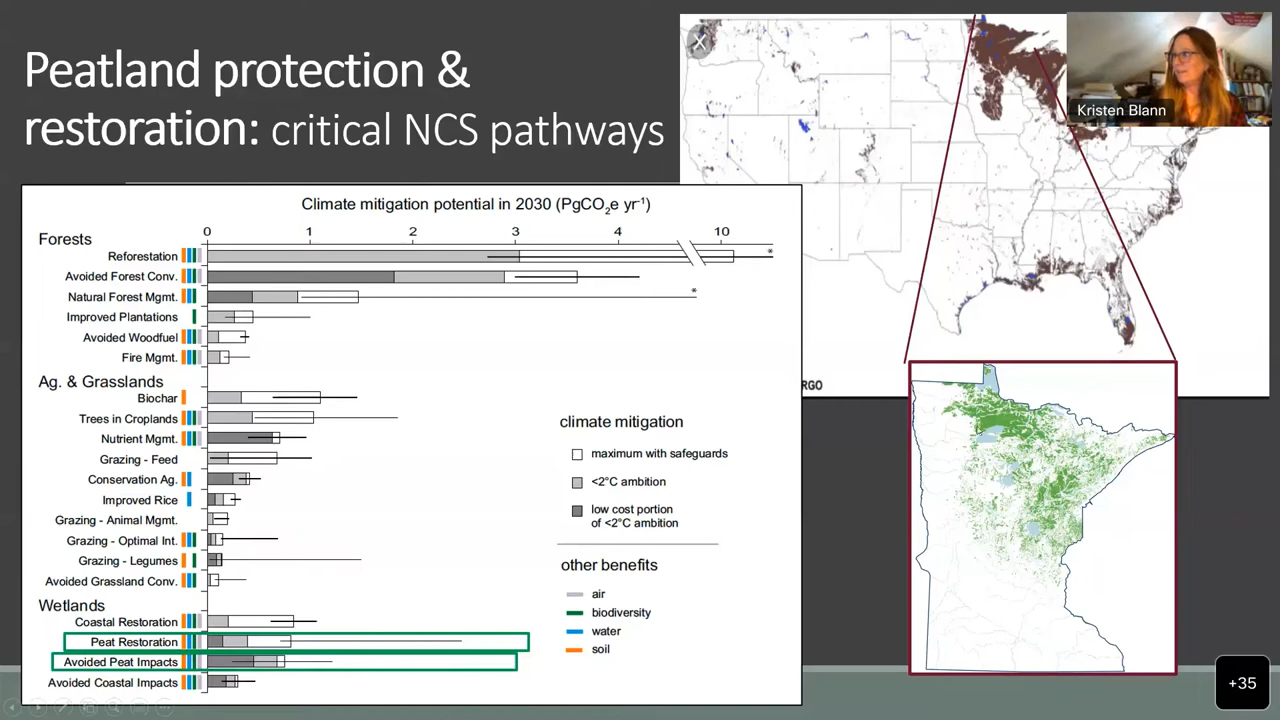 Peatland protection &
restoration: critical NCS pathways
Kristen Blann
RGO
Climate mitigation potential in 2030 (PgCO₂e yr⁻¹)
0 1 2 3 4 10
Forests
Reforestation *
Avoided Forest Conv.
Natural Forest Mgmt. *
Improved Plantations
Avoided Woodfuel
Fire Mgmt.
Ag. & Grasslands
Biochar
Trees in Croplands
Nutrient Mgmt.
Grazing - Feed
Conservation Ag.
Improved Rice
Grazing - Animal Mgmt.
Grazing - Optimal Int.
Grazing - Legumes
Avoided Grassland Conv.
Wetlands
Coastal Restoration
Peat Restoration
Avoided Peat Impacts
Avoided Coastal Impacts
climate mitigation
maximum with safeguards
<2°C ambition
low cost portion
of <2°C ambition
other benefits
air
biodiversity
water
soil
+35